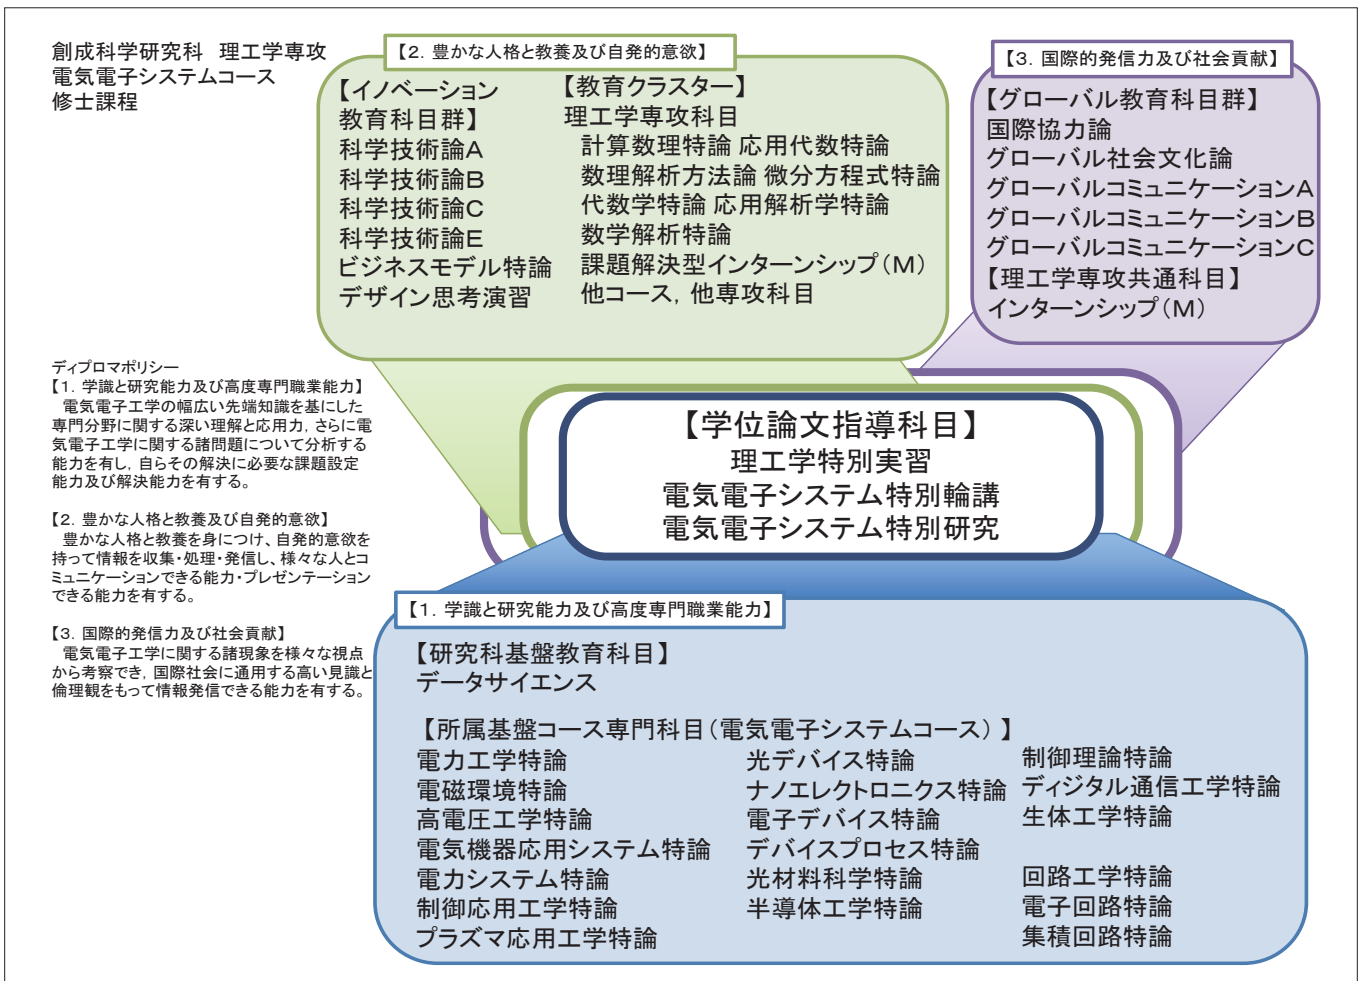 創成科学研究科 理工学専攻
電気電子システムコース
修士課程
【2. 豊かな人格と教養及び自発的意欲】
【イノベーション
教育科目群】
科学技術論A
科学技術論B
科学技術論C
科学技術論E
ビジネスモデル特論
デザイン思考演習
【教育クラスター】
理工学専攻科目
計算数理特論 応用代数特論
数理解析方法論 微分方程式特論
代数学特論 応用解析学特論
数学解析特論
課題解決型インターンシップ(M)
他コース, 他専攻科目
【3. 国際的発信力及び社会貢献】
【グローバル教育科目群】
国際協力論
グローバル社会文化論
グローバルコミュニケーションA
グローバルコミュニケーションB
グローバルコミュニケーションC
【理工学専攻共通科目】
インターンシップ(M)
ディプロマポリシー
【1. 学識と研究能力及び高度専門職業能力】
電気電子工学の幅広い先端知識を基にした
専門分野に関する深い理解と応用力, さらに電
気電子工学に関する諸問題について分析する
能力を有し, 自らその解決に必要な課題設定
能力及び解決能力を有する。
【2. 豊かな人格と教養及び自発的意欲】
豊かな人格と教養を身につけ、自発的意欲を
持って情報を収集・処理・発信し、様々な人とコ
ミュニケーションできる能力・プレゼンテーション
できる能力を有する。
【3. 国際的発信力及び社会貢献】
電気電子工学に関する諸現象を様々な視点
から考察でき, 国際社会に通用する高い見識と
倫理観をもって情報発信できる能力を有する。
【学位論文指導科目】
理工学特別実習
電気電子システム特別輪講
電気電子システム特別研究
【1. 学識と研究能力及び高度専門職業能力】
【研究科基盤教育科目】
データサイエンス
【所属基盤コース専門科目(電気電子システムコース) 】
電力工学特論
電磁環境特論
高電圧工学特論
電気機器応用システム特論
電力システム特論
制御応用工学特論
プラズマ応用工学特論
光デバイス特論
ナノエレクトロニクス特論
電子デバイス特論
デバイスプロセス特論
光材料科学特論
半導体工学特論
制御理論特論
ディジタル通信工学特論
生体工学特論
回路工学特論
電子回路特論
集積回路特論